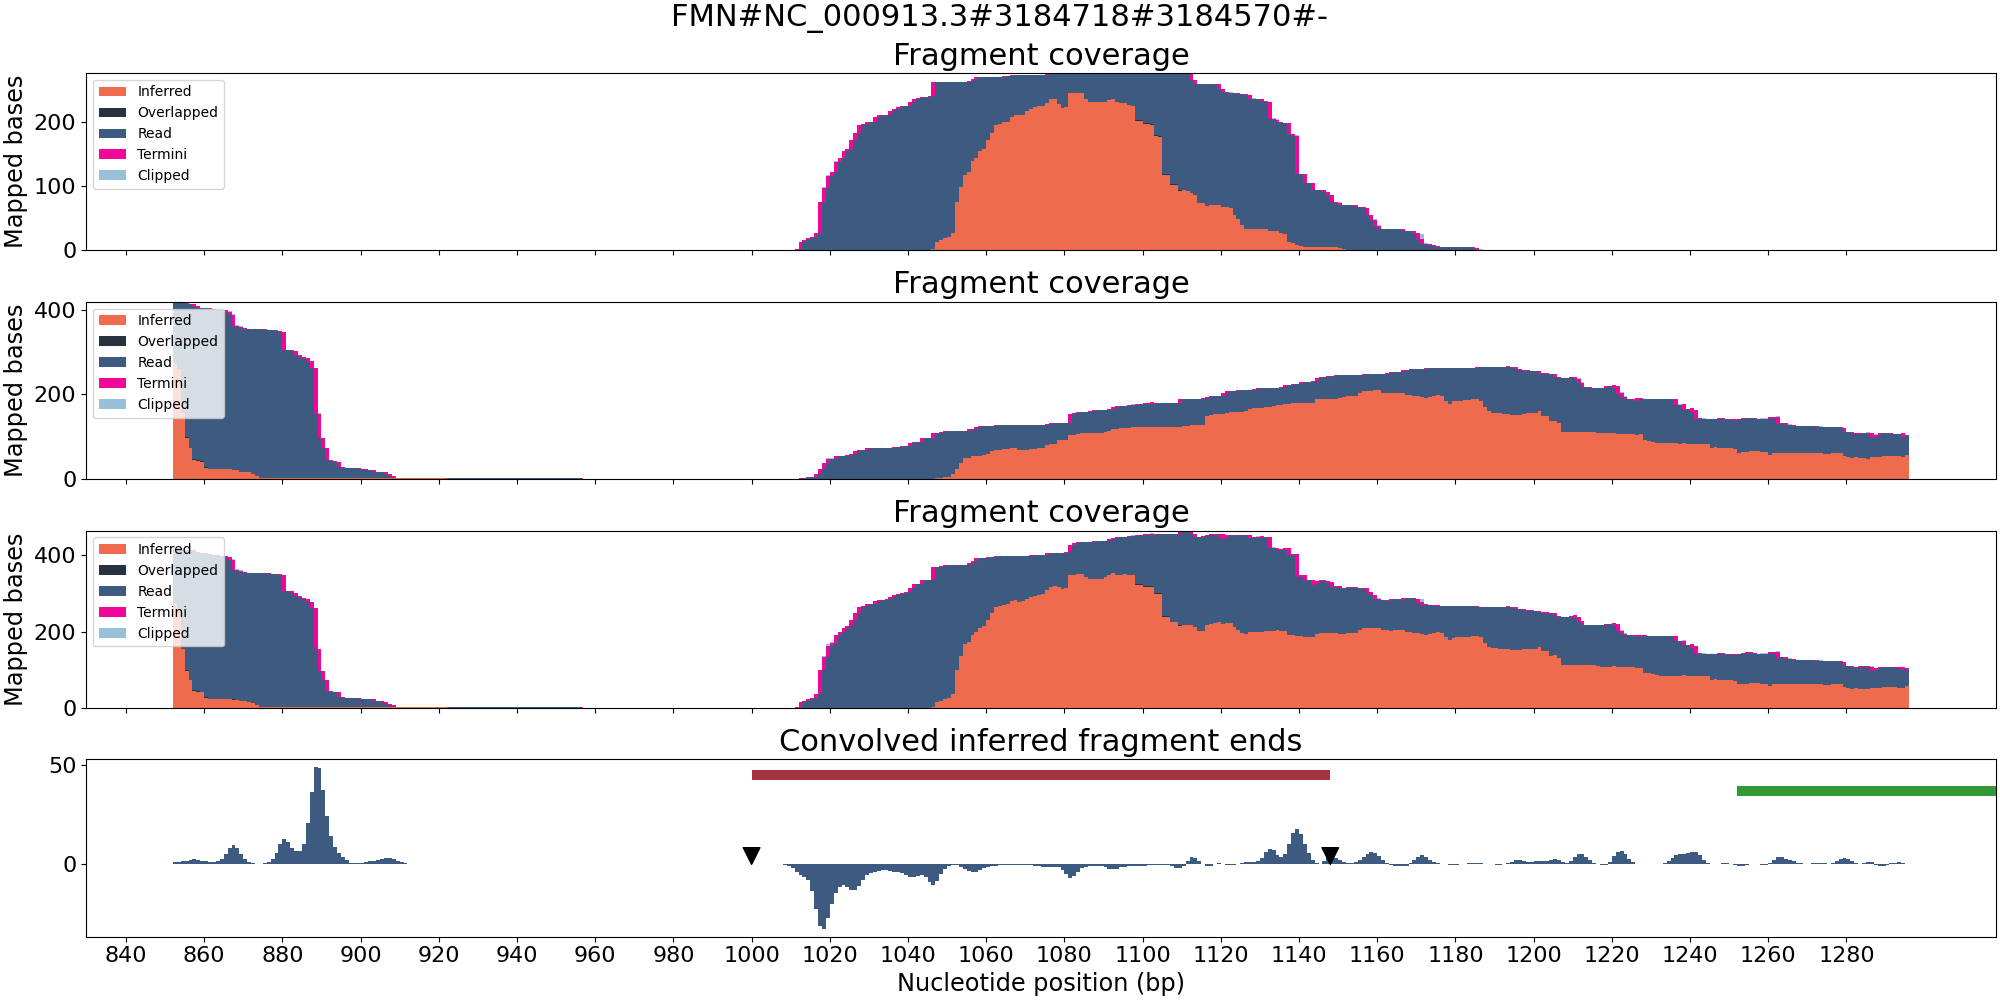 FMN#NC_000913.3#3184718#3184570#-
Fragment coverage
Mapped bases
200
100
0
Inferred
Overlapped
Read
Termini
Clipped
Fragment coverage
Mapped bases
400
200
0
Inferred
Overlapped
Read
Termini
Clipped
Fragment coverage
Mapped bases
400
200
0
Inferred
Overlapped
Read
Termini
Clipped
Convolved inferred fragment ends
50
0
840 860 880 900 920 940 960 980 1000 1020 1040 1060 1080 1100 1120 1140 1160 1180 1200 1220 1240 1260 1280
Nucleotide position (bp)